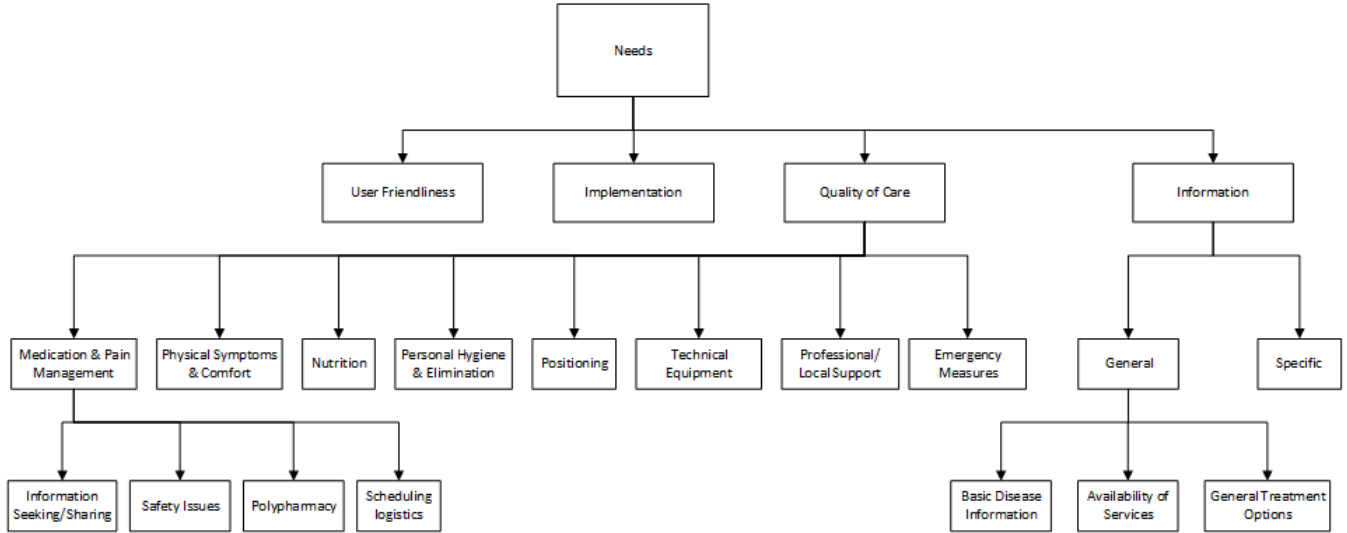 Needs
User Friendliness
Implementation
Quality of Care
Information
Medication & Pain
Management
Physical Symptoms
& Comfort
Nutrition
Personal Hygiene
& Elimination
Positioning
Technical
Equipment
Professional/
Local Support
Emergency
Measures
General
Specific
Information
Seeking/Sharing
Safety Issues
Polypharmacy
Scheduling
logistics
Basic Disease
Information
Availability of
Services
General Treatment
Options